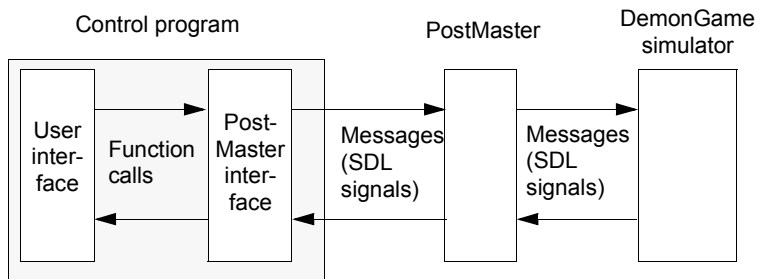 Control program
PostMaster
DemonGame
simulator
User
inter-
face
Function
calls
Post-
Master
inter-
face
Messages
(SDL
signals)
Messages
(SDL
signals)